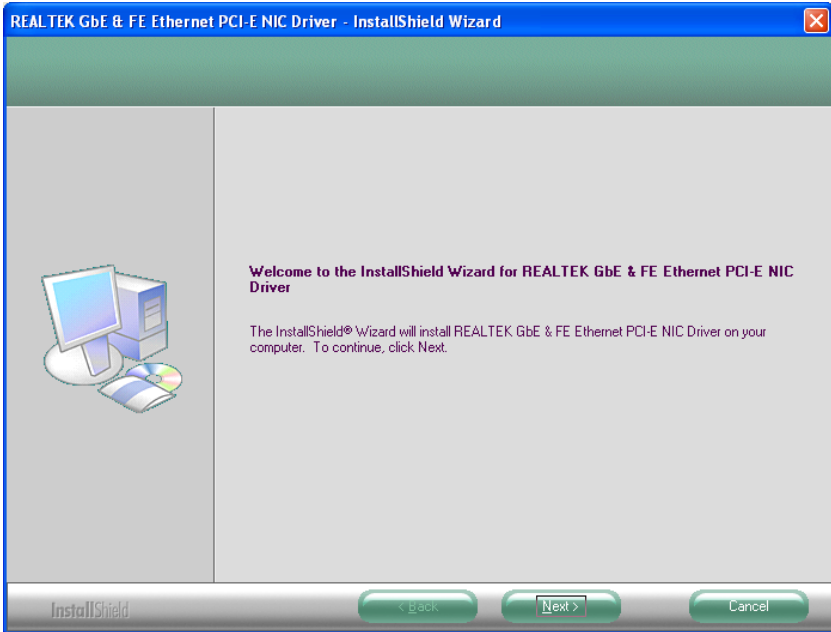 REALTEK GbE & FE Ethernet PCI-E NIC Driver - InstallShield Wizard
Welcome to the InstallShield Wizard for REALTEK GbE & FE Ethernet PCI-E NIC
Driver
The InstallShield® Wizard will install REALTEK GbE & FE Ethernet PCI-E NIC Driver on your
computer. To continue, click Next.
InstallShield
< Back
Next >
Cancel